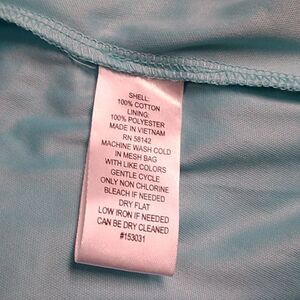 SHELL:
100% COTTON
LINING:
100% POLYESTER
MADE IN VIETNAM
RN 58142
MACHINE WASH COLD
IN MESH BAG
WITH LIKE COLORS
GENTLE CYCLE
ONLY NON CHLORINE
BLEACH IF NEEDED
DRY FLAT
LOW IRON IF NEEDED
CAN BE DRY CLEANED
#153031